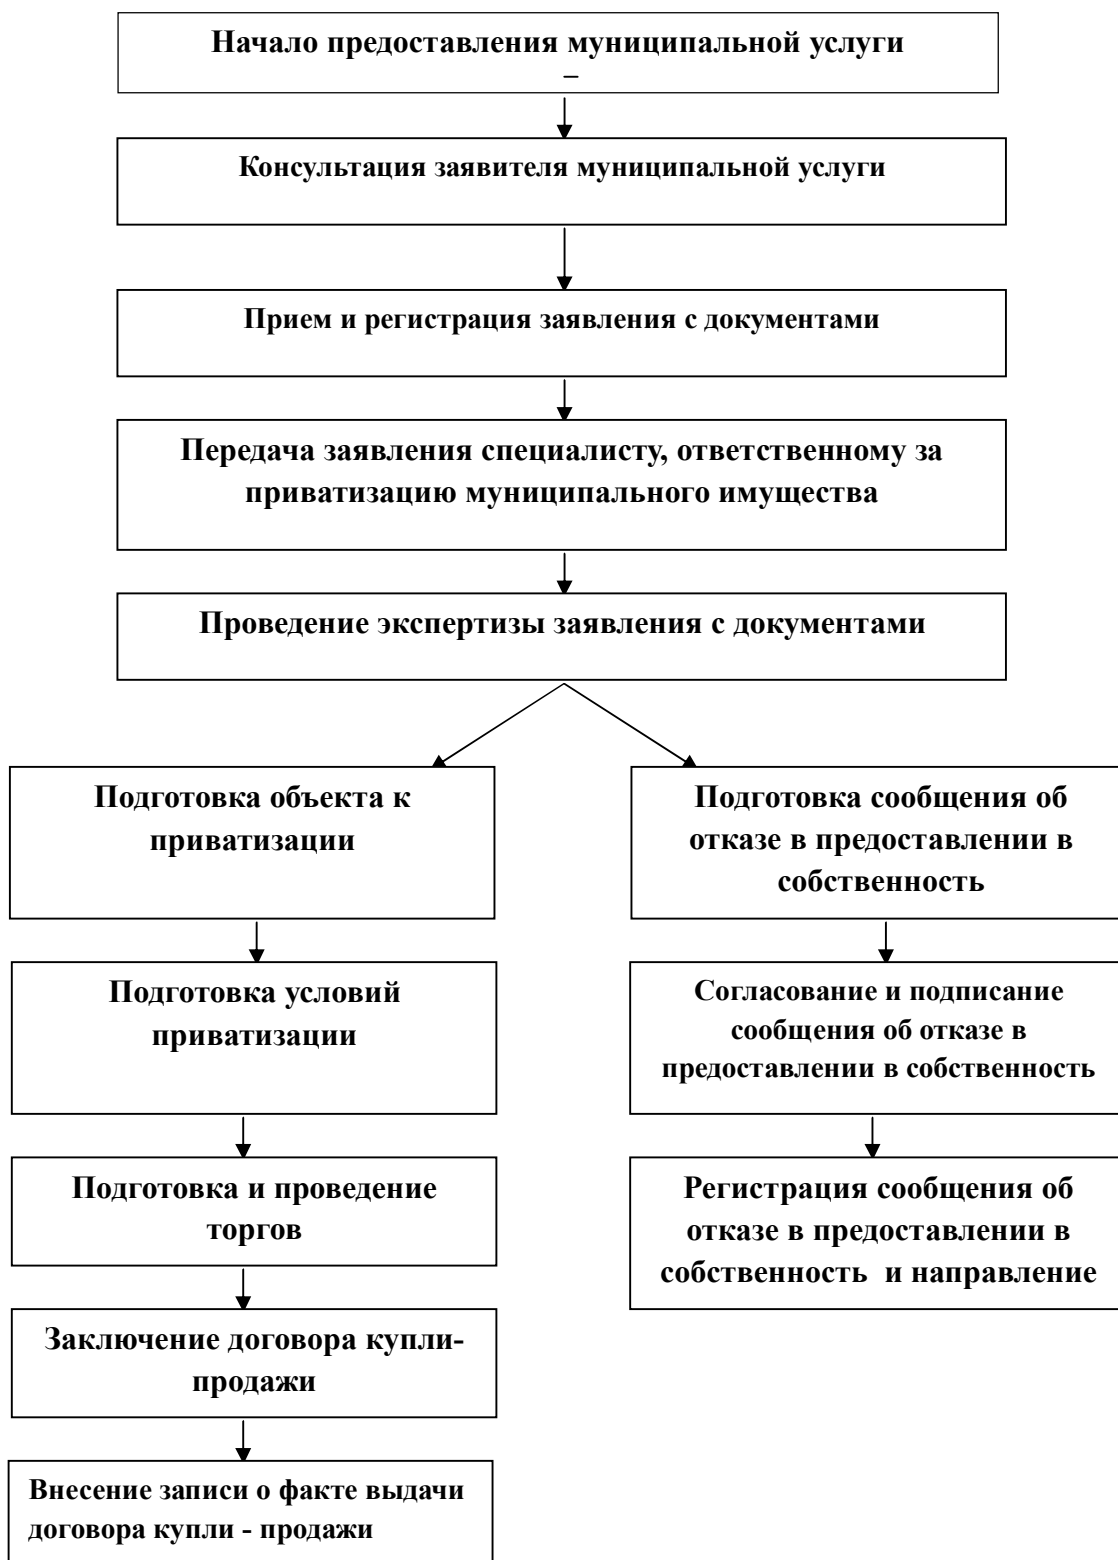 Начало предоставления муниципальной услуги
–
Консультация заявителя муниципальной услуги
Прием и регистрация заявления с документами
Передача заявления специалисту, ответственному за
приватизацию муниципального имущества
Проведение экспертизы заявления с документами
Подготовка объекта к
приватизации
Подготовка сообщения об
отказе в предоставлении в
собственность
Подготовка условий
приватизации
Согласование и подписание
сообщения об отказе в
предоставлении в собственность
Подготовка и проведение
торгов
Регистрация сообщения об
отказе в предоставлении в
собственность  и направление
Заключение договора купли-
продажи
Внесение записи о факте выдачи
договора купли - продажи